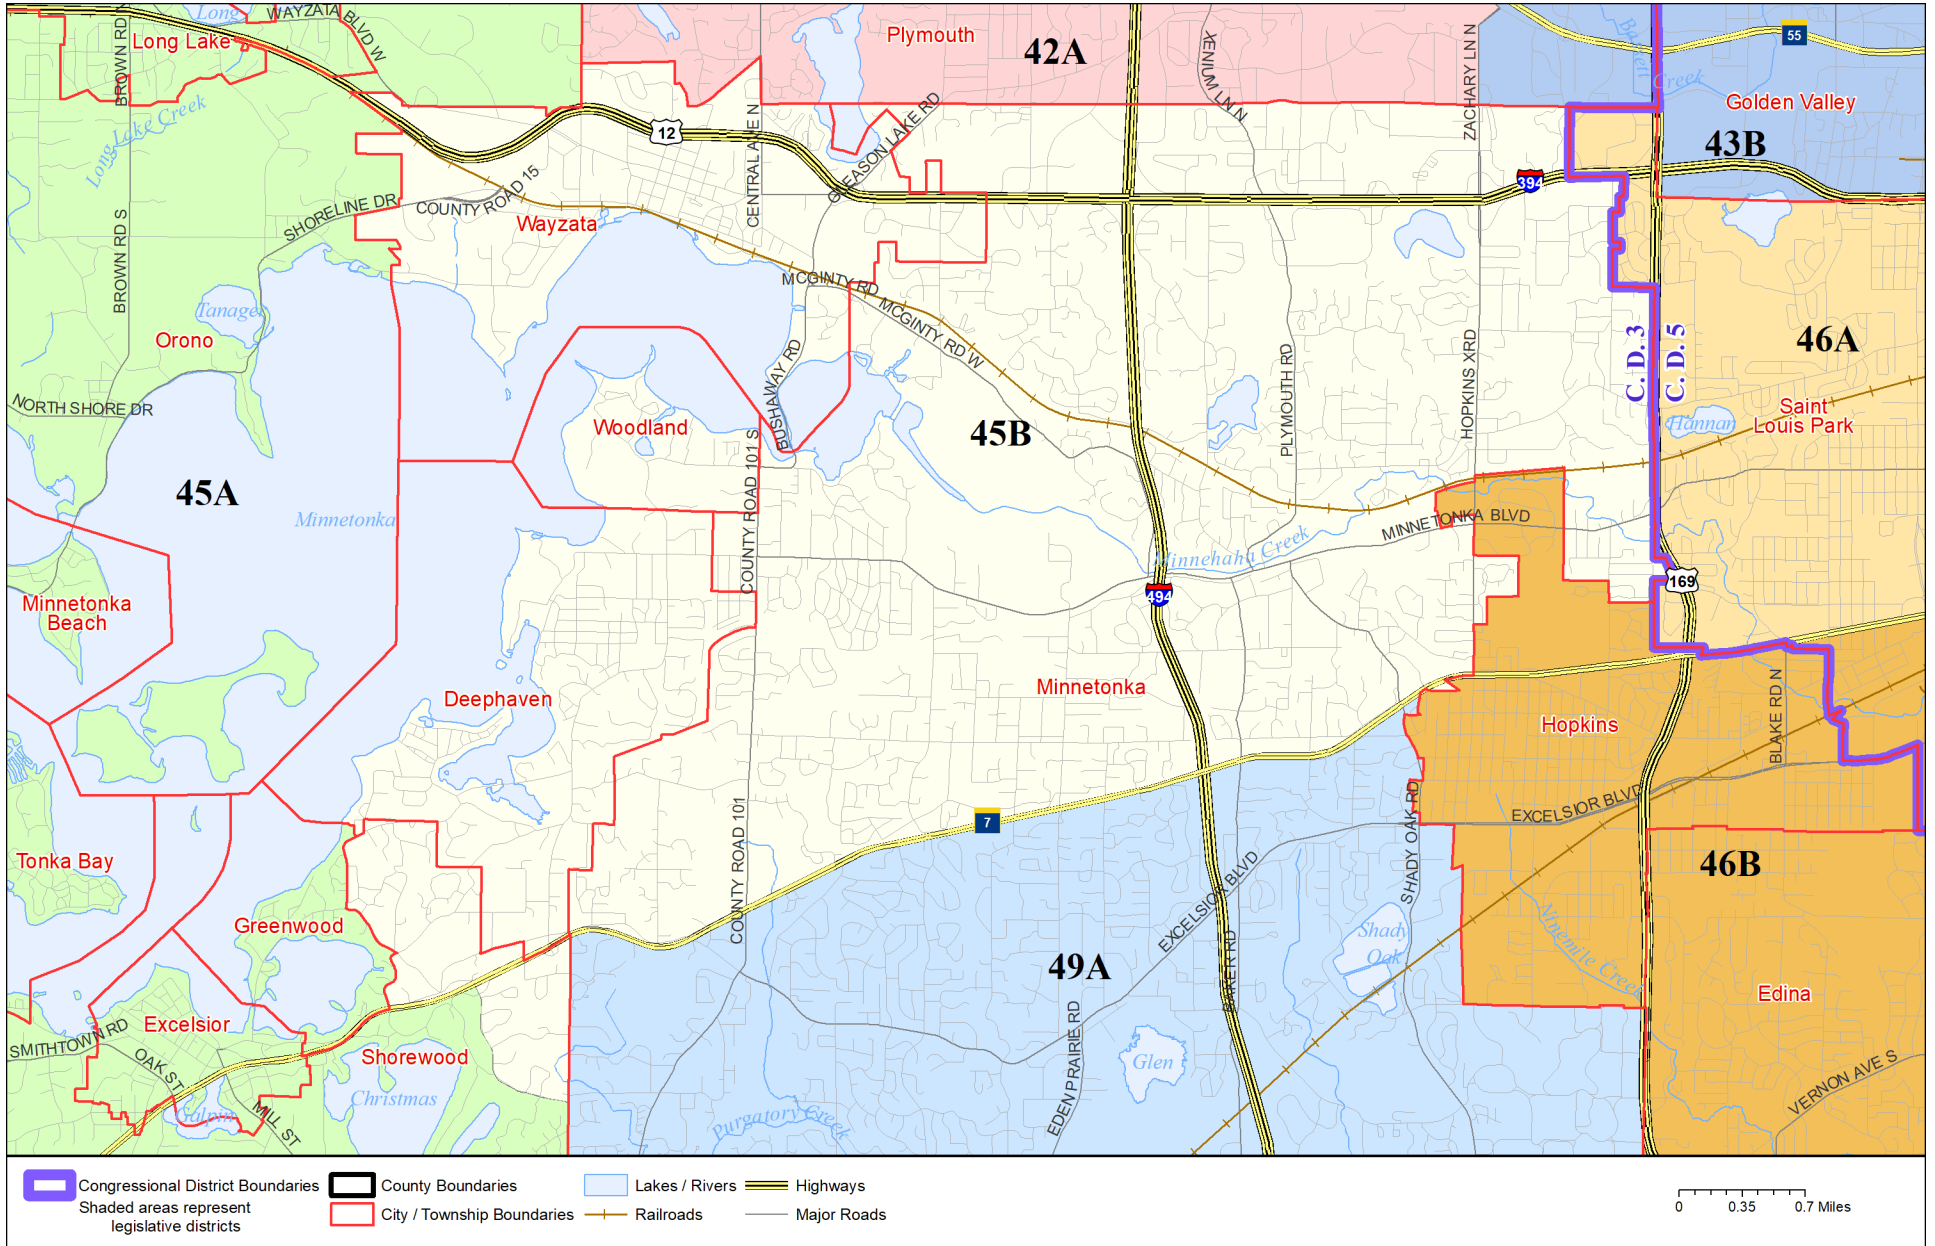 Long
WAYZATA BLVD W
Long Lake
BROWN RD N
Long Lake Creek
Plymouth
42A
XENIUM LN N
ZACHARY LN N
Bassett
Creek
55
Golden Valley
43B
12
CENTRAL AVE N
GLEASON LAKE RD
394
COUNTY ROAD 15
SHORELINE DR
Wayzata
BROWN RD S
MCGINTY RD
MCGINTY RD W
Tanager
Orono
BUSHAWAY RD
PLYMOUTH RD
HOPKINS XRD
C. D. 3
C. D. 5
46A
NORTH SHORE DR
Woodland
45B
Saint
Louis Park
Hannan
45A
Minnetonka
COUNTY ROAD 101 S
MINNETONKA BLVD
Minnehaha Creek
494
169
Minnetonka
Beach
Deephaven
Minnetonka
Hopkins
BLAKE RD N
7
EXCELSIOR BLVD
SHADY OAK RD
Tonka Bay
COUNTY ROAD 101
46B
Greenwood
EXCELSIOR BLVD
Shady
Oak
Ninemile Creek
49A
BAKER RD
Edina
Excelsior
SMITHTOWN RD
OAK ST
Shorewood
Christmas
Galpin
MILL ST
EDEN PRAIRIE RD
Glen
Purgatory Creek
VERNON AVE S
Congressional District Boundaries
Shaded areas represent
legislative districts
County Boundaries
City / Township Boundaries
Lakes / Rivers
Railroads
Highways
Major Roads
0 0.35 0.7 Miles